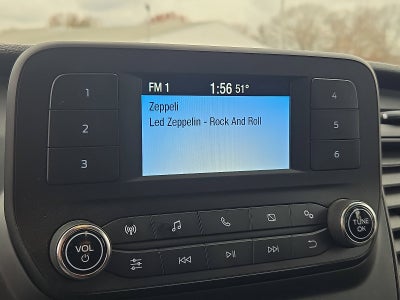 FM 1 1:56 51°
Zeppeli
Led Zeppelin - Rock And Roll
1
2
3
4
5
6
VOL
TUNE
OK